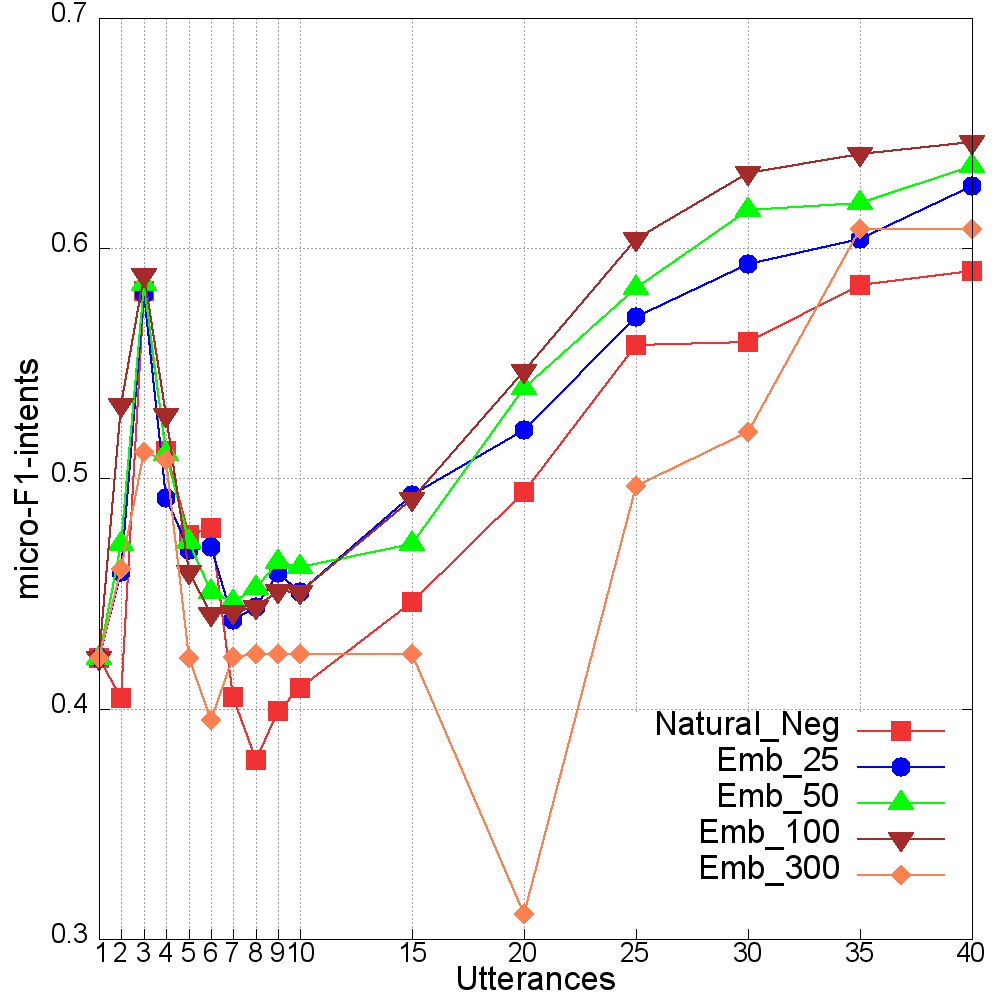 0.7
0.6
0.5
0.4
0.3
micro-F1-intents
Natural_Neg
Emb_25
Emb_50
Emb_100
Emb_300
1 2 3 4 5 6 7 8 9 10 15 20 25 30 35 40
Utterances